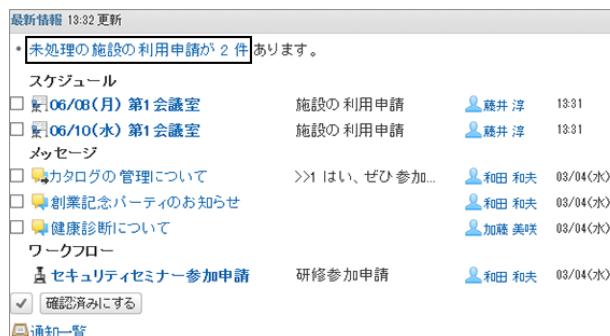 最新情報 13:32 更新
・未処理の施設の利用申請が 2 件 あります。
スケジュール
06/08(月) 第1会議室 施設の利用申請 藤井 淳 13:31
06/10(水) 第1会議室 施設の利用申請 藤井 淳 13:31
メッセージ
カタログの管理について >>1 はい、ぜひ参加... 和田 和夫 03/04(水)
創業記念パーティのお知らせ 和田 和夫 03/04(水)
健康診断について 加藤 美咲 03/04(水)
ワークフロー
セキュリティセミナー参加申請 研修参加申請 和田 和夫 03/04(水)
確認済みにする
通知一覧